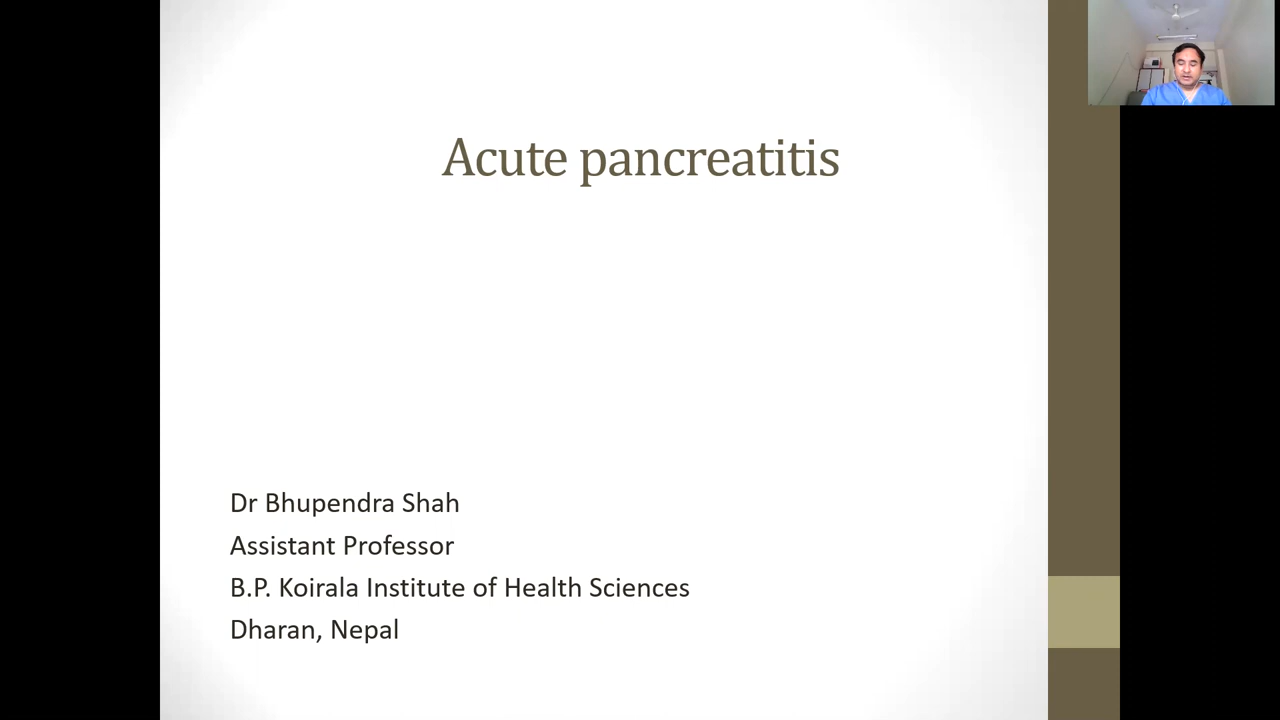 Acute pancreatitis
Dr Bhupendra Shah
Assistant Professor
B.P. Koirala Institute of Health Sciences
Dharan, Nepal